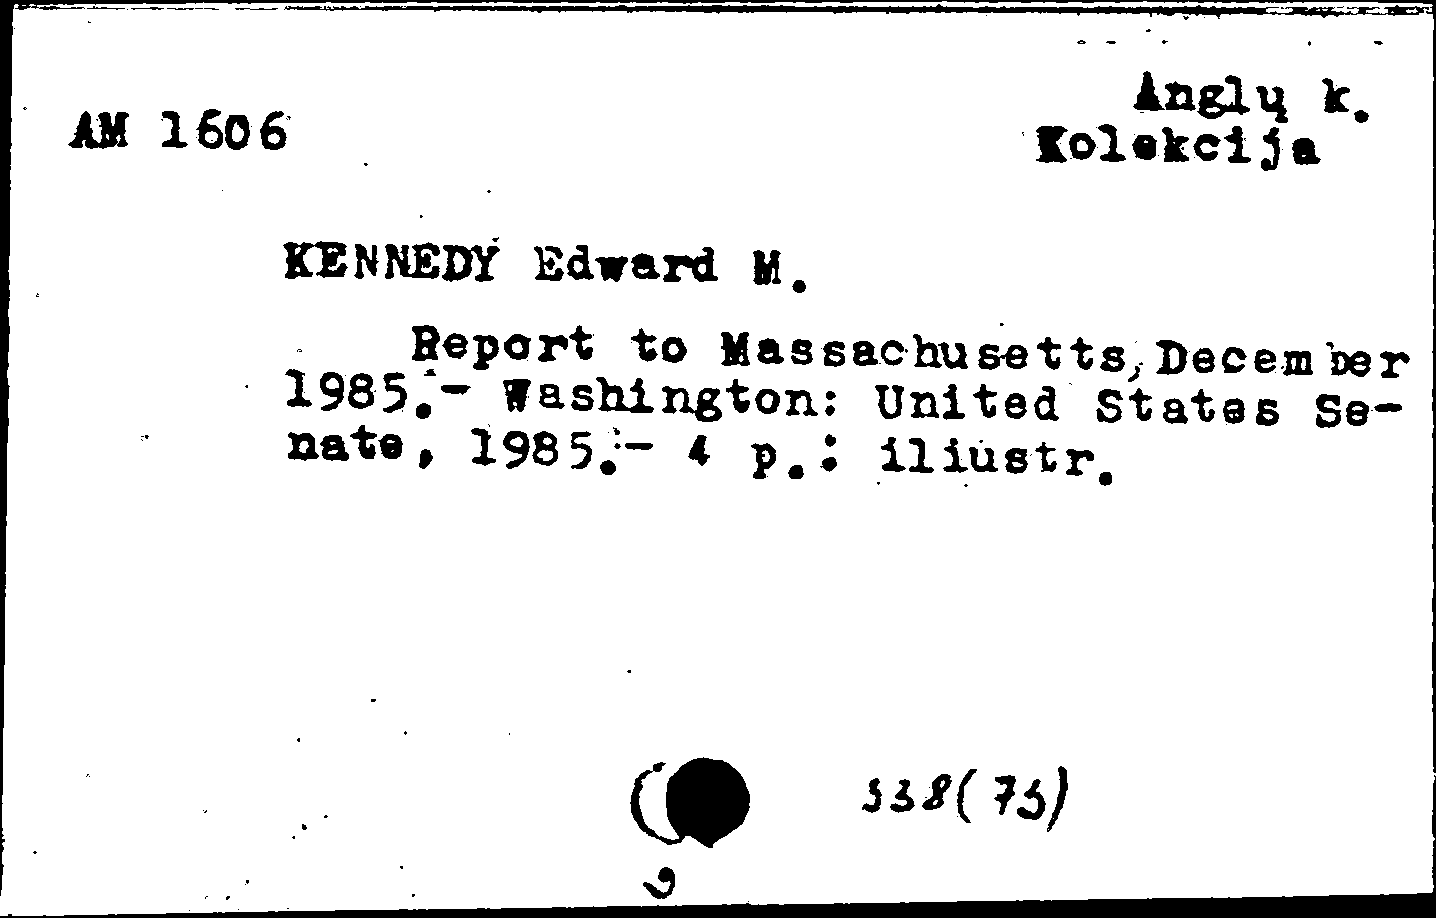 Anglų k.
AM 1606
Kolekcija
KENNEDY Edward M.
Report to Massachusetts, December
1985.- Washington: United States Se-
nate, 1985.- 4 p.: iliustr.
338(73)